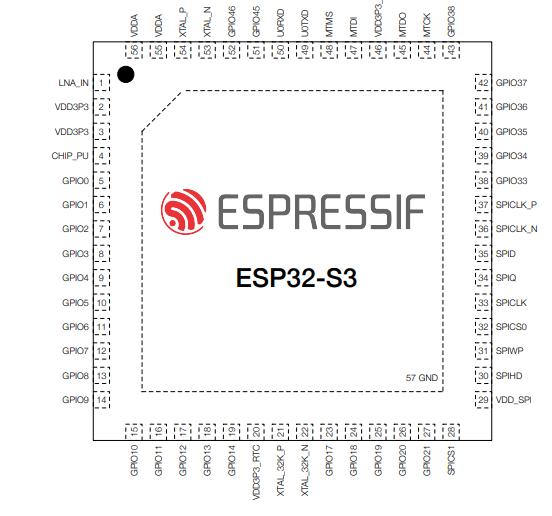 VDDA
VDDA
XTAL_P
XTAL_N
GPIO46
GPIO45
U0RXD
U0TXD
MTMS
MTDI
VDD3P3_
MTDO
MTCK
GPIO38
56
55
54
53
52
51
50
49
48
47
46
45
44
43
LNA_IN 1
VDD3P3 2
VDD3P3 3
CHIP_PU 4
GPIO0 5
GPIO1 6
GPIO2 7
GPIO3 8
GPIO4 9
GPIO5 10
GPIO6 11
GPIO7 12
GPIO8 13
GPIO9 14
ESPRESSIF
ESP32-S3
57 GND
42 GPIO37
41 GPIO36
40 GPIO35
39 GPIO34
38 GPIO33
37 SPICLK_P
36 SPICLK_N
35 SPID
34 SPIQ
33 SPICLK
32 SPICS0
31 SPIWP
30 SPIHD
29 VDD_SPI
15
16
17
18
19
20
21
22
23
24
25
26
27
28
GPIO10
GPIO11
GPIO12
GPIO13
GPIO14
VDD3P3_RTC
XTAL_32K_P
XTAL_32K_N
GPIO17
GPIO18
GPIO19
GPIO20
GPIO21
SPICS1